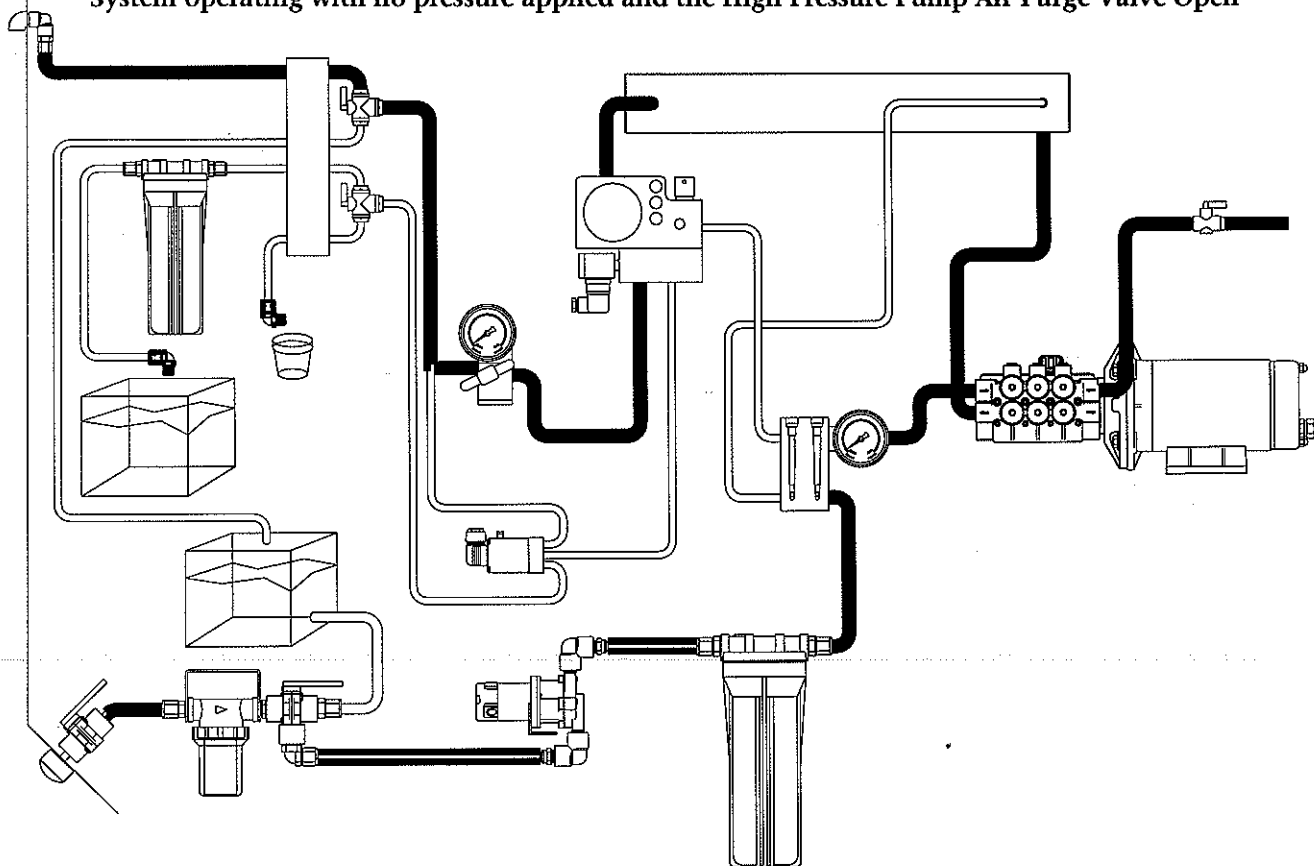 System operating with no pressure applied and the High Pressure Pump Air Purge Valve Open